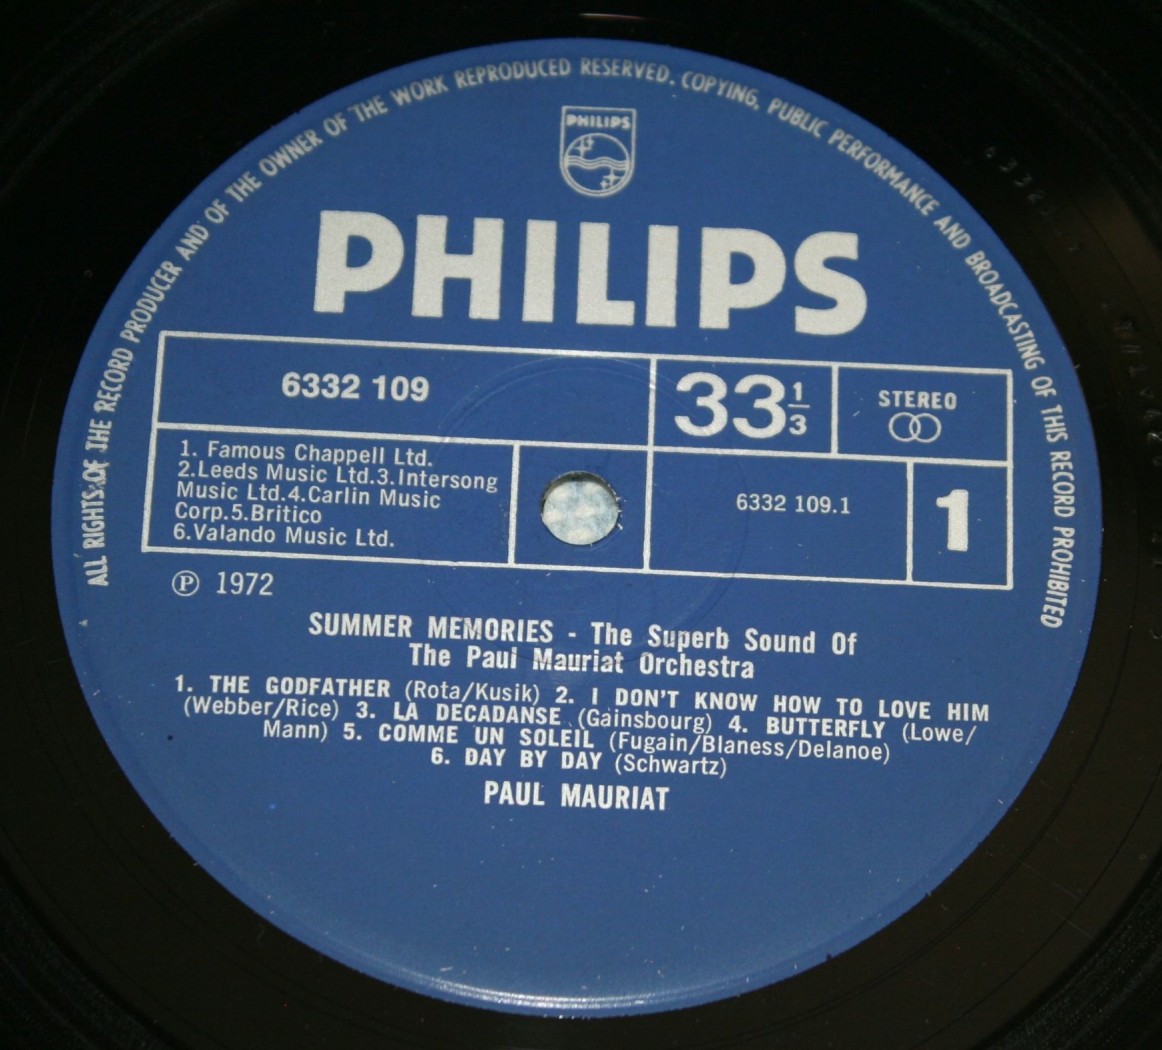 ALL RIGHTS OF THE RECORD PRODUCER AND OF THE OWNER OF THE WORK REPRODUCED RESERVED. COPYING, PUBLIC PERFORMANCE AND BROADCASTING OF THIS RECORD PROHIBITED
PHILIPS
PHILIPS
6332 109
33 1/3
STEREO
1. Famous Chappell Ltd.
2.Leeds Music Ltd.3.Intersong
Music Ltd.4.Carlin Music
Corp.5.Britico
6.Valando Music Ltd.
6332 109.1
1
℗ 1972
SUMMER MEMORIES - The Superb Sound Of
The Paul Mauriat Orchestra
1. THE GODFATHER (Rota/Kusik) 2. I DON'T KNOW HOW TO LOVE HIM
(Webber/Rice) 3. LA DECADANSE (Gainsbourg) 4. BUTTERFLY (Lowe/
Mann) 5. COMME UN SOLEIL (Fugain/Blaness/Delanoe)
6. DAY BY DAY (Schwartz)
PAUL MAURIAT